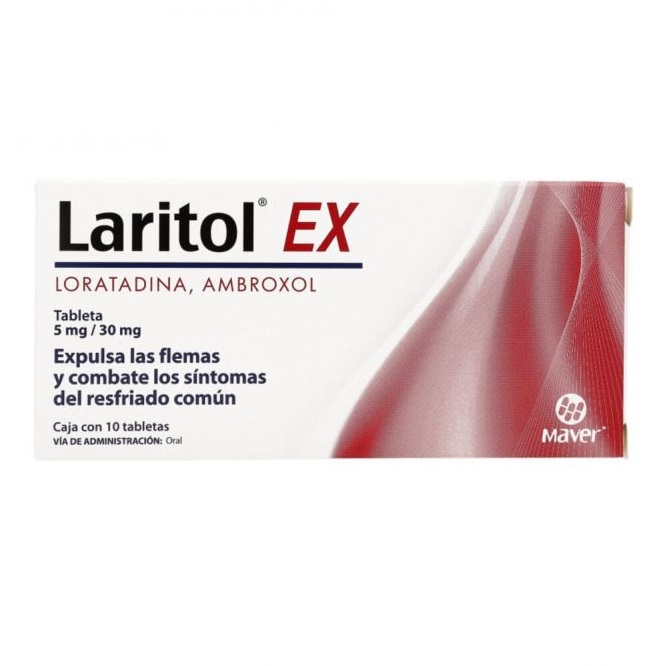 Laritol® EX
LORATADINA, AMBROXOL
Tableta
5 mg / 30 mg
Expulsa las flemas
y combate los síntomas
del resfriado común
Caja con 10 tabletas
VÍA DE ADMINISTRACIÓN: Oral
Maver®